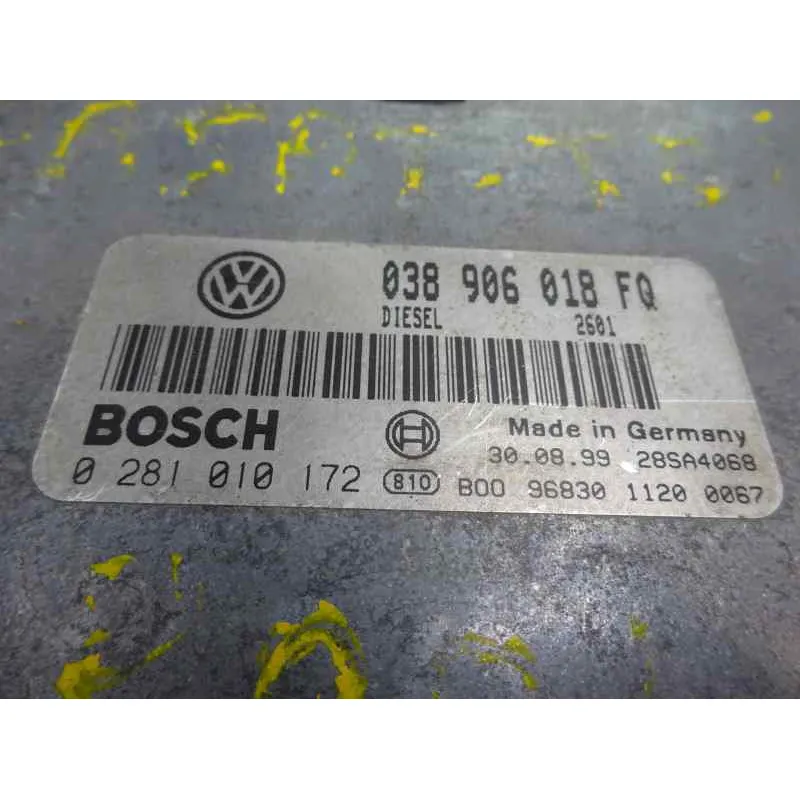 038 906 018 FQ
DIESEL 2601
BOSCH
Made in Germany
30.08.99 28SA4068
0 281 010 172 810 B00 96830 1120 0067